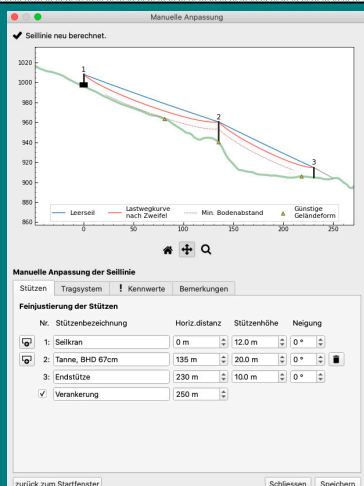 Manuelle Anpassung
Seillinie neu berechnet.
1020
1000
980
960
940
920
900
880
860
1
2
3
Leerseil
Lastwegkurve
nach Zweifel
Min. Bodenabstand
Günstige
Geländeform
0
50
100
150
200
250
Manuelle Anpassung der Seillinie
Stützen Tragsystem ! Kennwerte Bemerkungen
Feinjustierung der Stützen
Nr. Stützenbezeichnung Horiz.distanz Stützenhöhe Neigung
1: Seilkran 0 m 12.0 m 0 °
2: Tanne, BHD 67cm 135 m 20.0 m 0 °
3: Endstütze 230 m 10.0 m 0 °
Verankerung 250 m
zurück zum Startfenster Schliessen Speichern